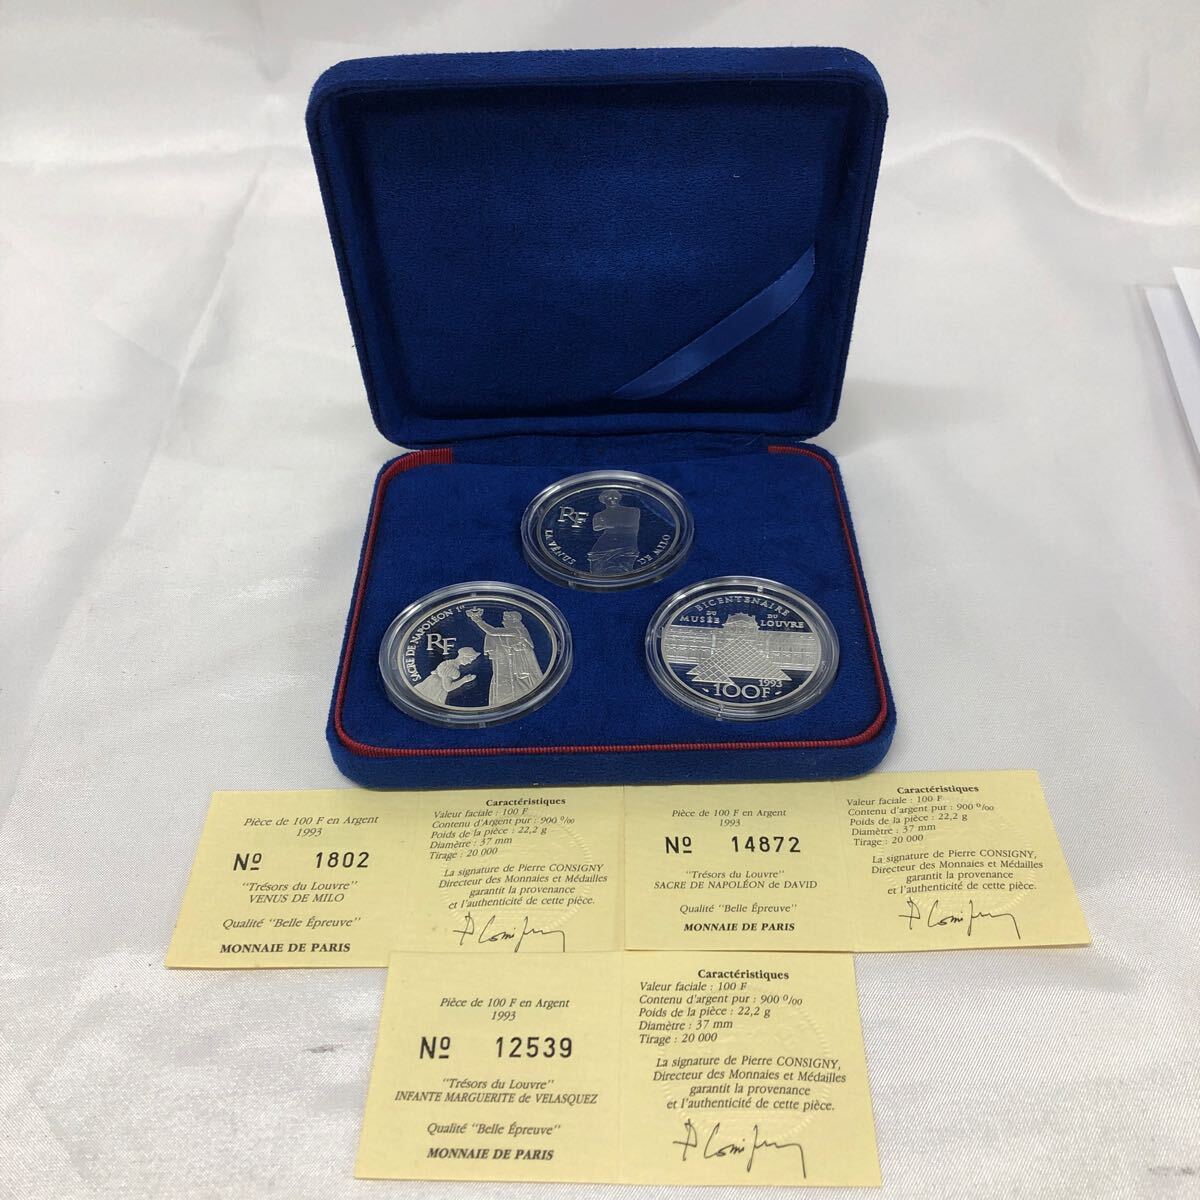 RF
LA VÉNUS DE MILO
SACRE DE NAPOLÉON 1er
RF
BICENTENAIRE
DU MUSÉE DU LOUVRE
1993
100F
Pièce de 100 F en Argent
1993
Nº 1802
"Trésors du Louvre"
VENUS DE MILO
Qualité "Belle Épreuve"
MONNAIE DE PARIS
Caractéristiques
Valeur faciale : 100 F
Contenu d'Argent pur : 900 º/₀₀
Poids de la pièce : 22,2 g
Diamètre : 37 mm
Tirage : 20 000
La signature de Pierre CONSIGNY,
Directeur des Monnaies et Médailles
garantit la provenance
et l'authenticité de cette pièce.
Pièce de 100 F en Argent
1993
Nº 14872
"Trésors du Louvre"
SACRE DE NAPOLÉON de DAVID
Qualité "Belle Épreuve"
MONNAIE DE PARIS
Caractéristiques
Valeur faciale : 100 F
Contenu d'Argent pur : 900 º/₀₀
Poids de la pièce : 22,2 g
Diamètre : 37 mm
Tirage : 20 000
La signature de Pierre CONSIGNY,
Directeur des Monnaies et Médailles
garantit la provenance
et l'authenticité de cette pièce.
Pièce de 100 F en Argent
1993
Nº 12539
"Trésors du Louvre"
INFANTE MARGUERITE de VELASQUEZ
Qualité "Belle Épreuve"
MONNAIE DE PARIS
Caractéristiques
Valeur faciale : 100 F
Contenu d'argent pur : 900 º/₀₀
Poids de la pièce : 22,2 g
Diamètre : 37 mm
Tirage : 20 000
La signature de Pierre CONSIGNY,
Directeur des Monnaies et Médailles
garantit la provenance
et l'authenticité de cette pièce.